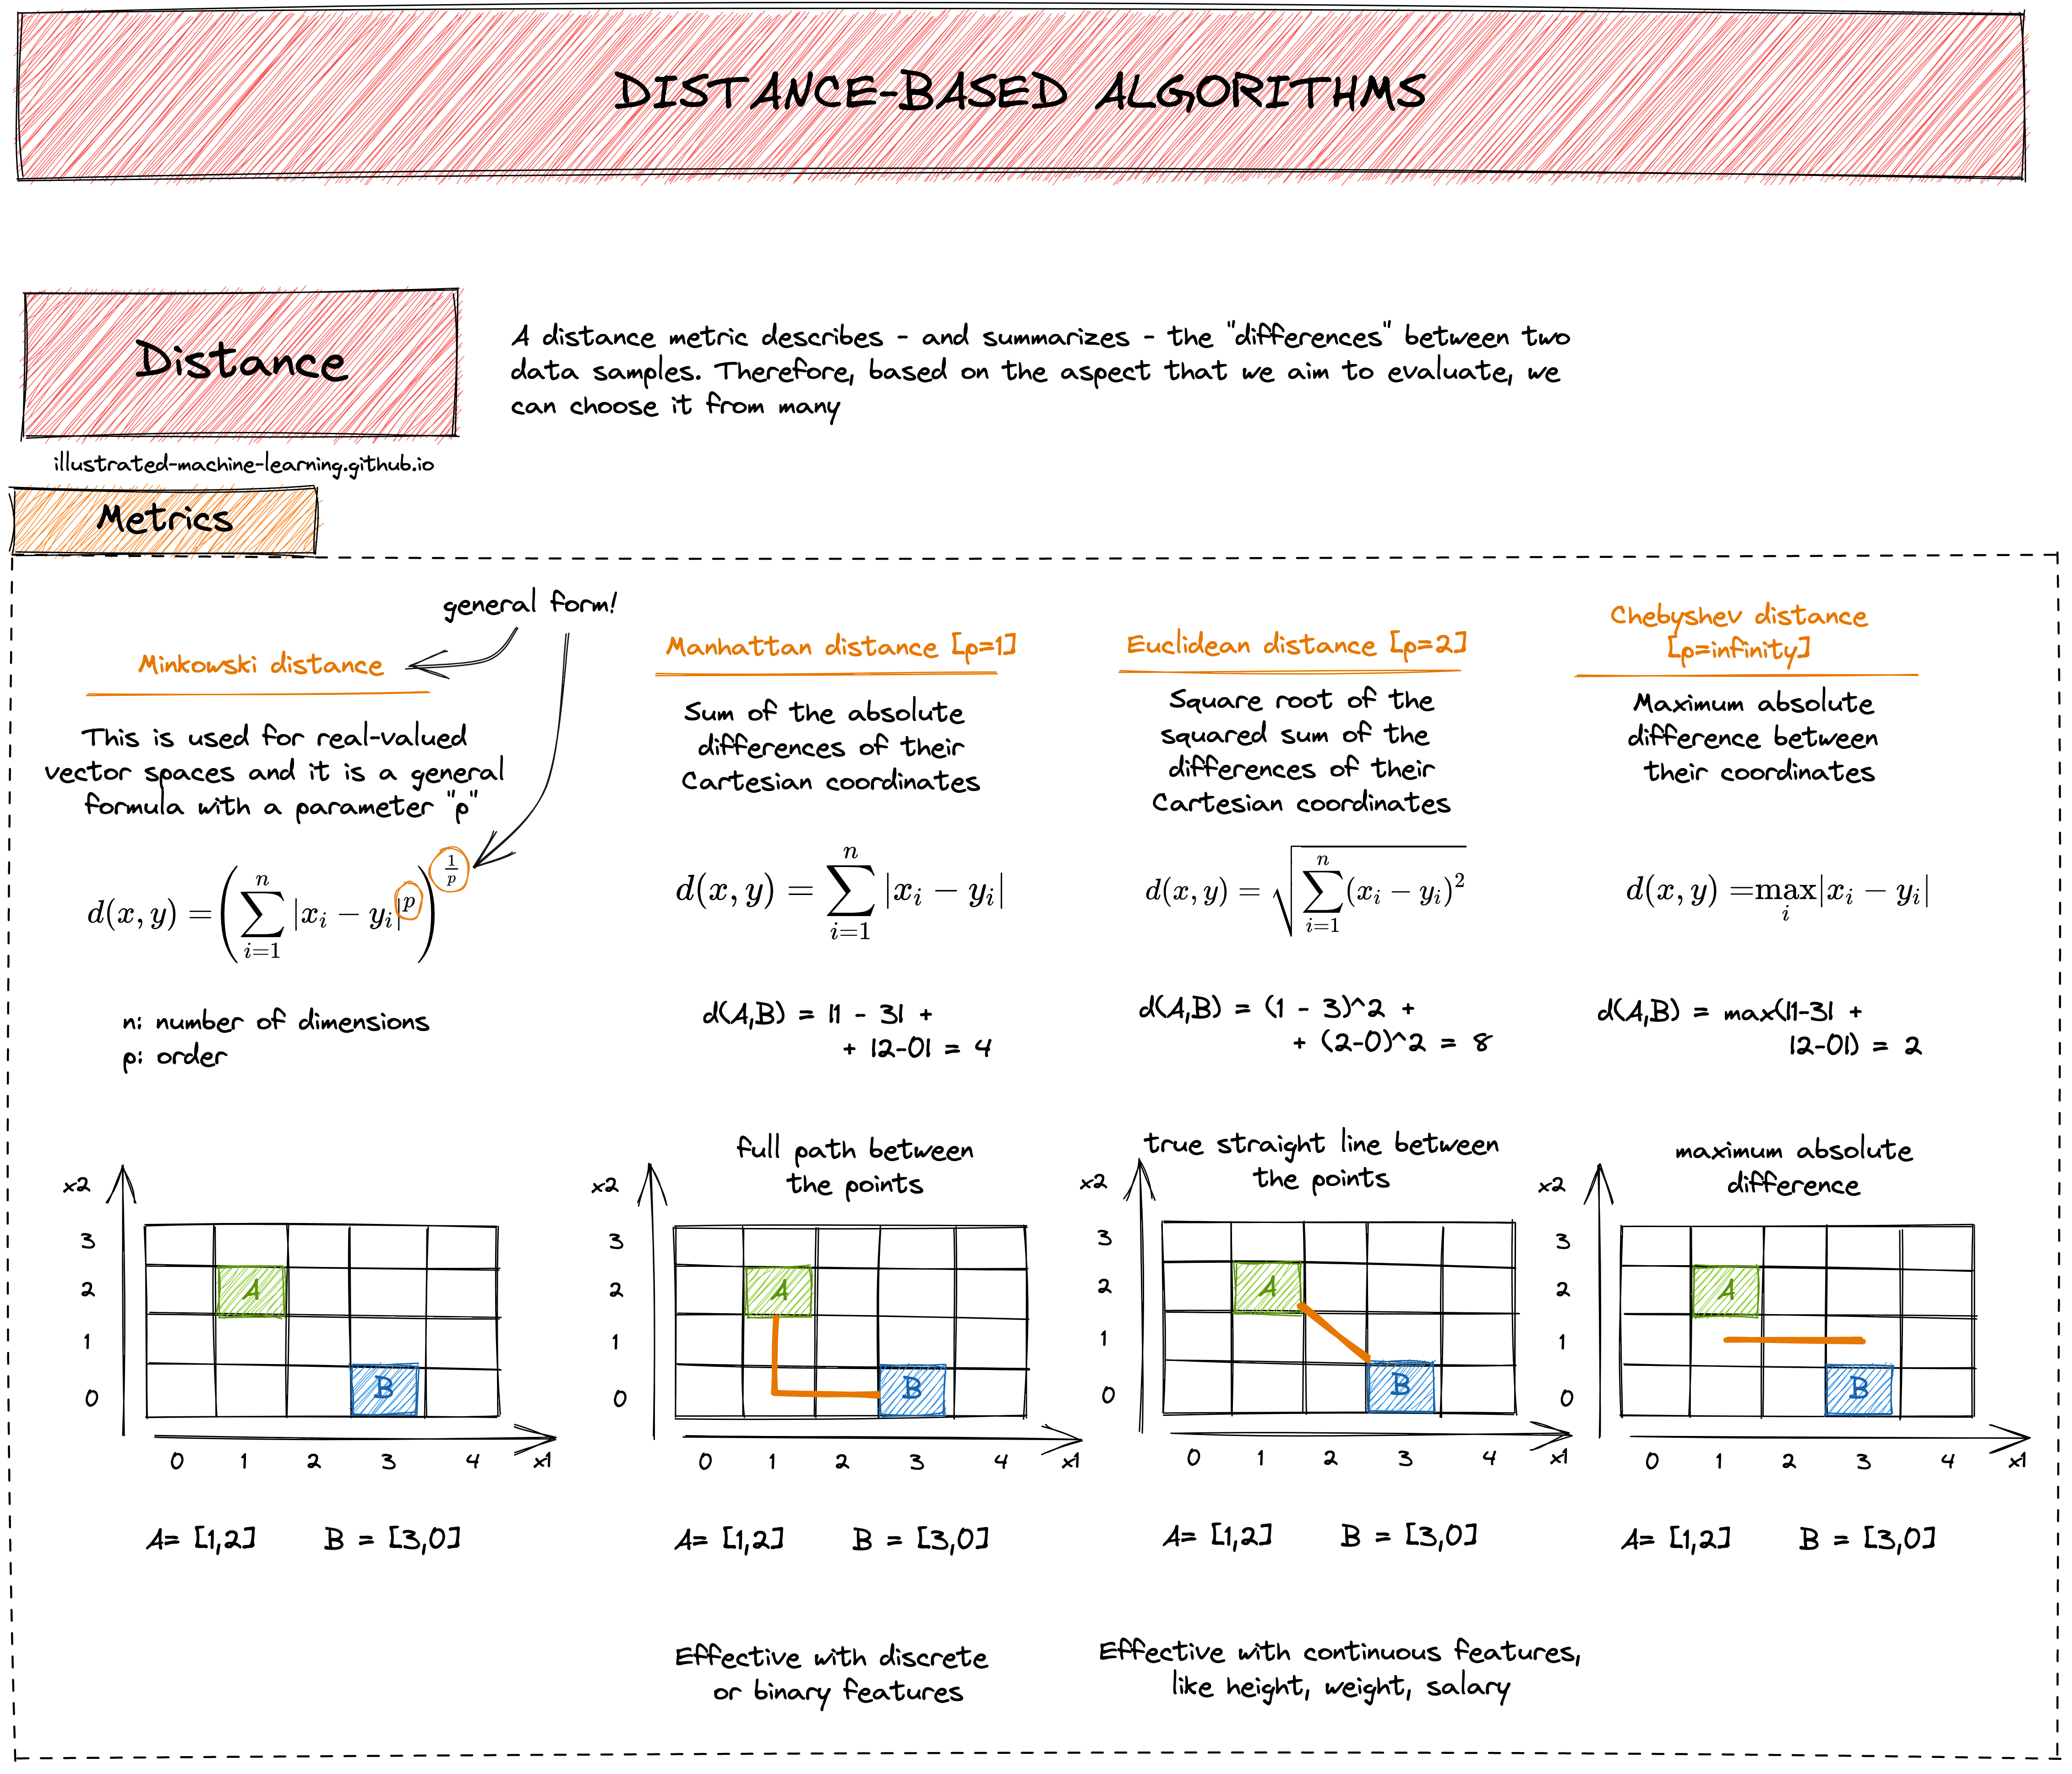 DISTANCE-BASED ALGORITHMS
Distance
A distance metric describes - and summarizes - the "differences" between two
data samples. Therefore, based on the aspect that we aim to evaluate, we
can choose it from many
illustrated-machine-learning.github.io
Metrics
general form!
Minkowski distance
This is used for real-valued
vector spaces and it is a general
formula with a parameter "p"
d(x, y) = (∑_{i=1}^{n} |x_i − y_i|^p)^{1/p}
n: number of dimensions
p: order
x2
3
2
1
0
A
B
0 1 2 3 4 x1
A= [1,2] B = [3,0]
Manhattan distance [p=1]
Sum of the absolute
differences of their
Cartesian coordinates
d(x, y) = ∑_{i=1}^{n} |x_i − y_i|
d(A,B) = |1 - 3| +
+ |2-0| = 4
full path between
the points
x2
3
2
1
0
A
B
0 1 2 3 4 x1
A= [1,2] B = [3,0]
Effective with discrete
or binary features
Euclidean distance [p=2]
Square root of the
squared sum of the
differences of their
Cartesian coordinates
d(x, y) = √(∑_{i=1}^{n} (x_i − y_i)^2)
d(A,B) = (1 - 3)^2 +
+ (2-0)^2 = 8
true straight line between
the points
x2
3
2
1
0
A
B
0 1 2 3 4 x1
A= [1,2] B = [3,0]
Effective with continuous features,
like height, weight, salary
Chebyshev distance
[p=infinity]
Maximum absolute
difference between
their coordinates
d(x, y) = max_i |x_i − y_i|
d(A,B) = max(|1-3| +
|2-0|) = 2
maximum absolute
difference
x2
3
2
1
0
A
B
0 1 2 3 4 x1
A= [1,2] B = [3,0]